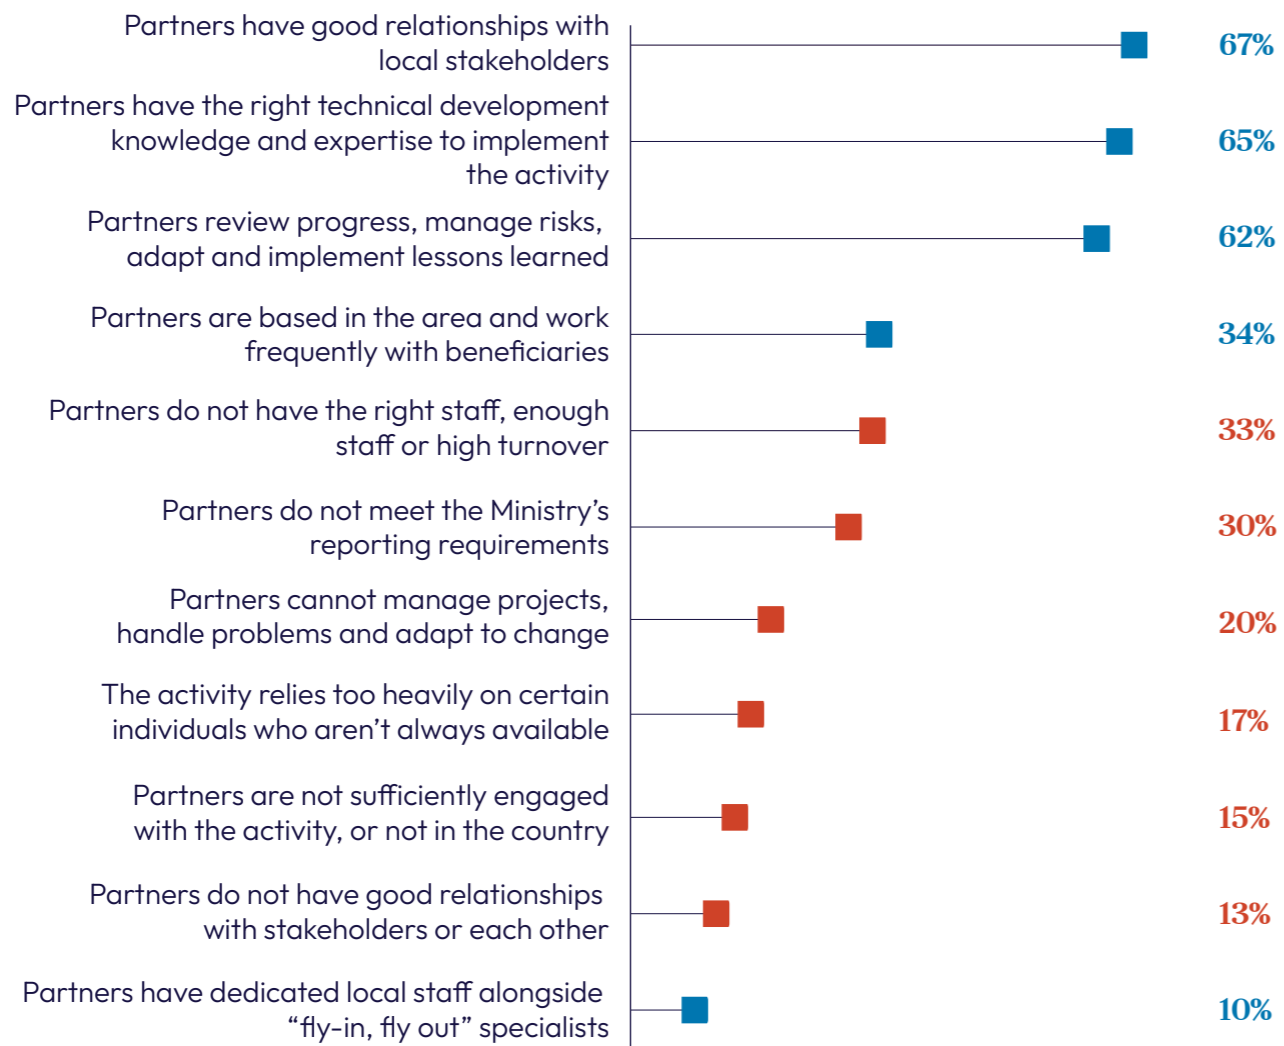 Partners have good relationships with
local stakeholders
67%
Partners have the right technical development
knowledge and expertise to implement
the activity
65%
Partners review progress, manage risks,
adapt and implement lessons learned
62%
Partners are based in the area and work
frequently with beneficiaries
34%
Partners do not have the right staff, enough
staff or high turnover
33%
Partners do not meet the Ministry’s
reporting requirements
30%
Partners cannot manage projects,
handle problems and adapt to change
20%
The activity relies too heavily on certain
individuals who aren’t always available
17%
Partners are not sufficiently engaged
with the activity, or not in the country
15%
Partners do not have good relationships
with stakeholders or each other
13%
Partners have dedicated local staff alongside
“fly-in, fly out” specialists
10%